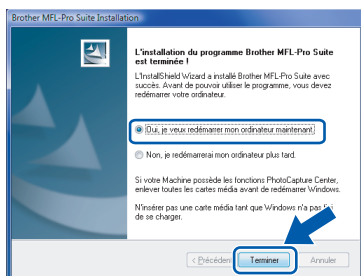 Brother MFL-Pro Suite Installation
L'installation du programme Brother MFL-Pro Suite
est terminée !
L'InstallShield Wizard a installé Brother MFL-Pro Suite avec
succès. Avant de pouvoir utiliser le programme, vous devez
redémarrer votre ordinateur.
Oui, je veux redémarrer mon ordinateur maintenant.
Non, je redémarrerai mon ordinateur plus tard.
Si votre Machine possède les fonctions PhotoCapture Center,
enlever toutes les cartes média avant de redémarrer Windows.
N'insérer pas une carte média tant que Windows n'a pas fini
de se charger.
< Précédent
Terminer
Annuler